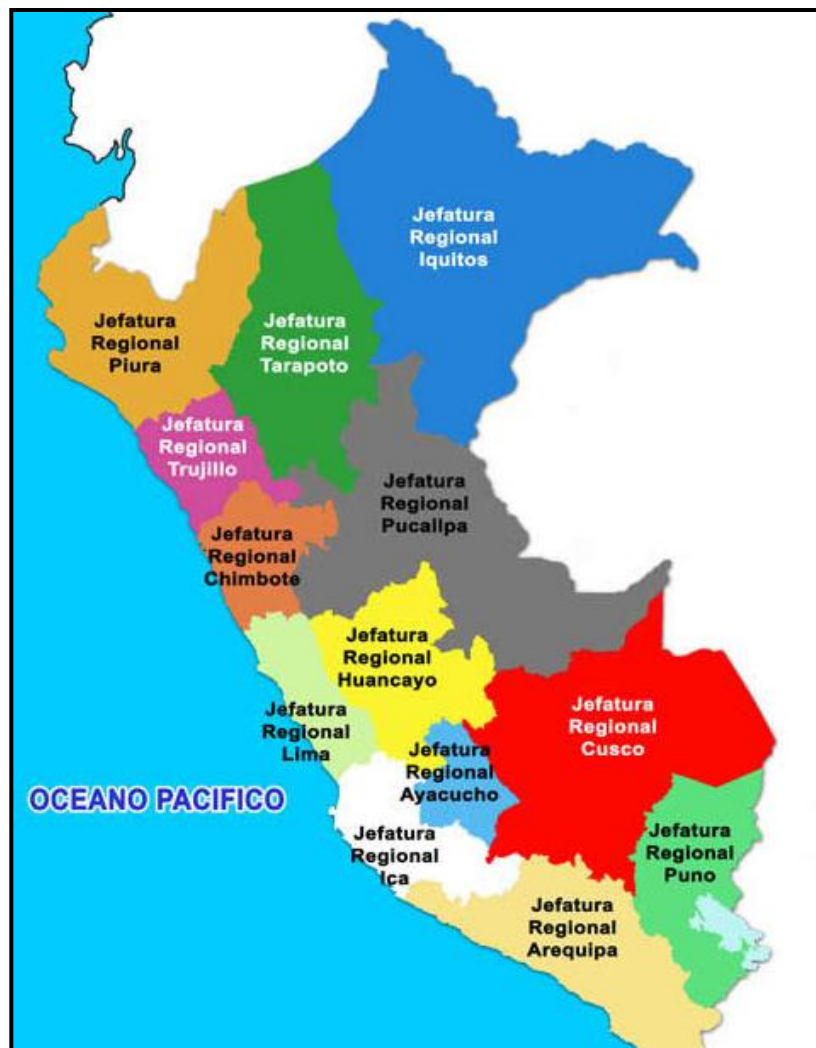 Jefatura
Regional
Iquitos
Jefatura
Regional
Piura
Jefatura
Regional
Tarapoto
Jefatura
Regional
Trujillo
Jefatura
Regional
Pucallpa
Jefatura
Regional
Chimbote
Jefatura
Regional
Huancayo
Jefatura
Regional
Lima
Jefatura
Regional
Cusco
Jefatura
Regional
Ayacucho
OCEANO PACIFICO
Jefatura
Regional
Ica
Jefatura
Regional
Puno
Jefatura
Regional
Arequipa